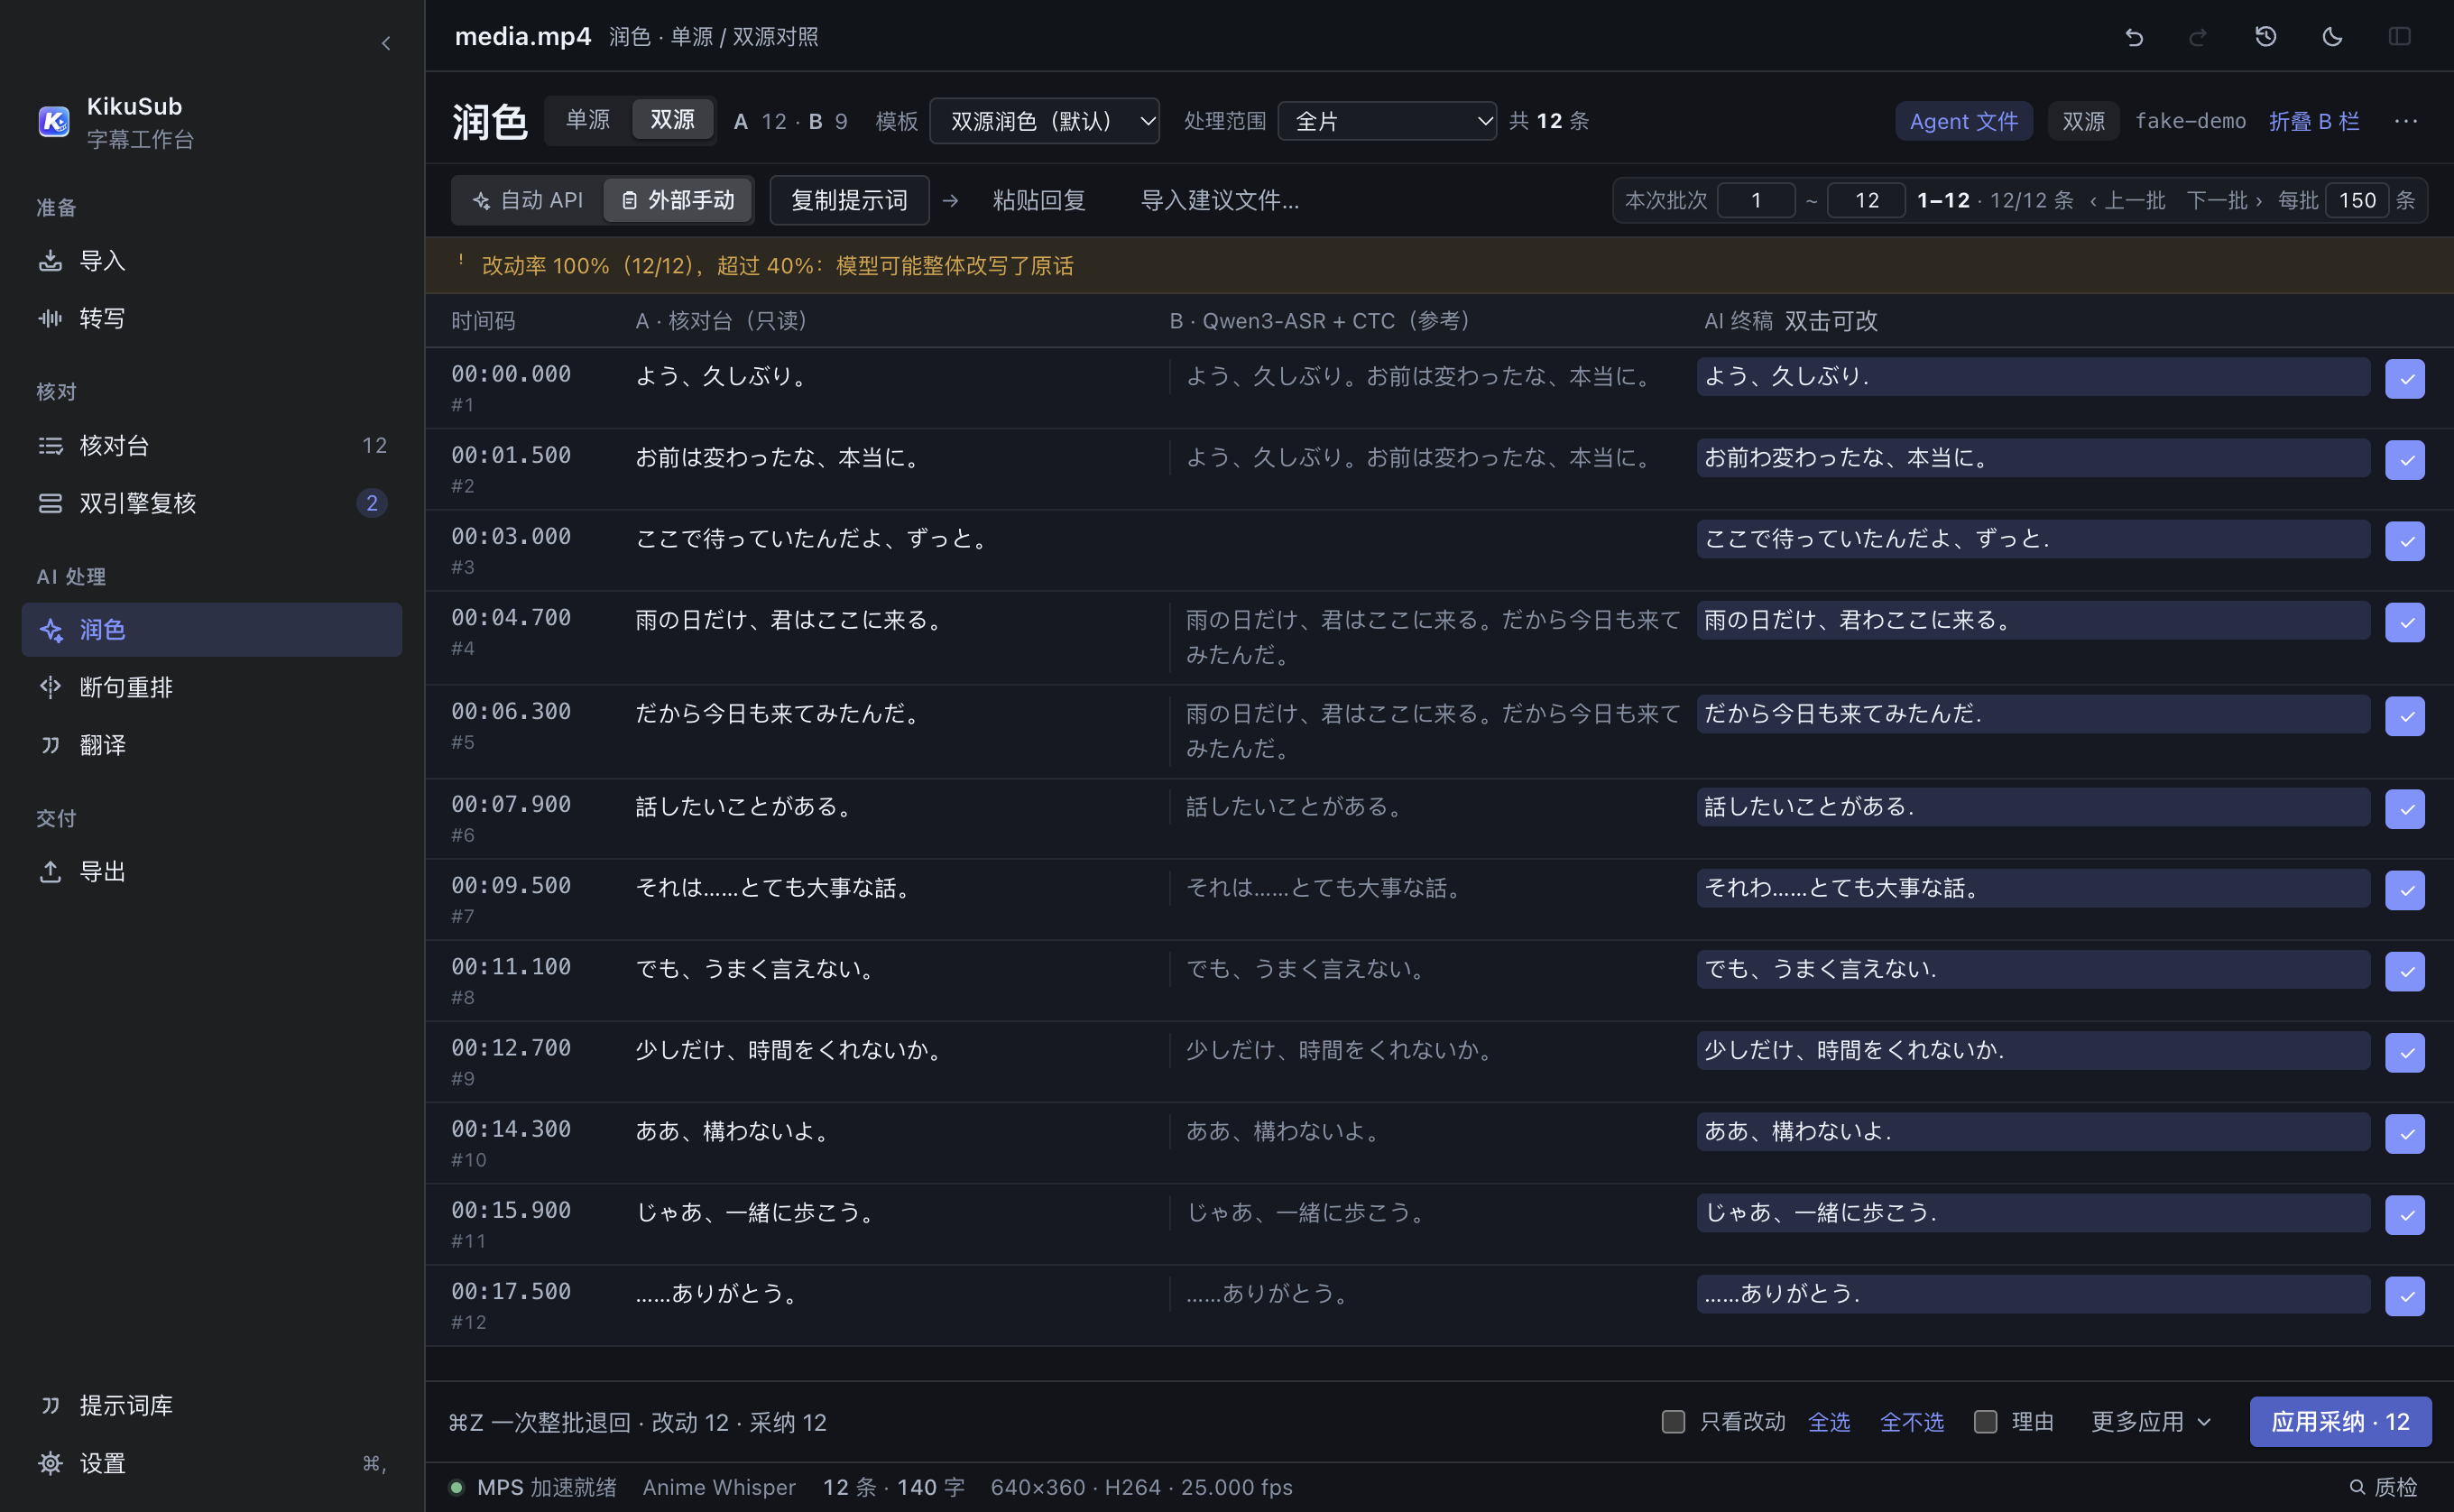 KikuSub
字幕工作台
准备
导入
转写
核对
核对台 12
双引擎复核 2
AI 处理
润色
断句重排
翻译
交付
导出
提示词库
设置 ⌘,
media.mp4 润色 · 单源 / 双源对照
润色 单源 双源 A 12 · B 9 模板 双源润色（默认） 处理范围 全片 共 12 条 Agent 文件 双源 fake-demo 折叠 B 栏 ···
自动 API 外部手动 复制提示词 → 粘贴回复 导入建议文件… 本次批次 1 ~ 12 1–12 · 12/12 条 ‹ 上一批 下一批 › 每批 150 条
! 改动率 100%（12/12），超过 40%：模型可能整体改写了原话
时间码 A · 核对台（只读） B · Qwen3-ASR + CTC（参考） AI 终稿 双击可改
00:00.000 よう、久しぶり。 よう、久しぶり。お前は変わったな、本当に。 よう、久しぶり.
#1
00:01.500 お前は変わったな、本当に。 よう、久しぶり。お前は変わったな、本当に。 お前わ変わったな、本当に。
#2
00:03.000 ここで待っていたんだよ、ずっと。 ここで待っていたんだよ、ずっと.
#3
00:04.700 雨の日だけ、君はここに来る。 雨の日だけ、君はここに来る。だから今日も来て 雨の日だけ、君わここに来る。
#4 みたんだ。
00:06.300 だから今日も来てみたんだ。 雨の日だけ、君はここに来る。だから今日も来て だから今日も来てみたんだ.
#5 みたんだ。
00:07.900 話したいことがある。 話したいことがある。 話したいことがある.
#6
00:09.500 それは……とても大事な話。 それは……とても大事な話。 それわ……とても大事な話。
#7
00:11.100 でも、うまく言えない。 でも、うまく言えない。 でも、うまく言えない.
#8
00:12.700 少しだけ、時間をくれないか。 少しだけ、時間をくれないか。 少しだけ、時間をくれないか.
#9
00:14.300 ああ、構わないよ。 ああ、構わないよ。 ああ、構わないよ.
#10
00:15.900 じゃあ、一緒に歩こう。 じゃあ、一緒に歩こう。 じゃあ、一緒に歩こう.
#11
00:17.500 ……ありがとう。 ……ありがとう。 ……ありがとう.
#12
⌘Z 一次整批退回 · 改动 12 · 采纳 12 只看改动 全选 全不选 理由 更多应用 应用采纳 · 12
MPS 加速就绪 Anime Whisper 12 条 · 140 字 640×360 · H264 · 25.000 fps 质检